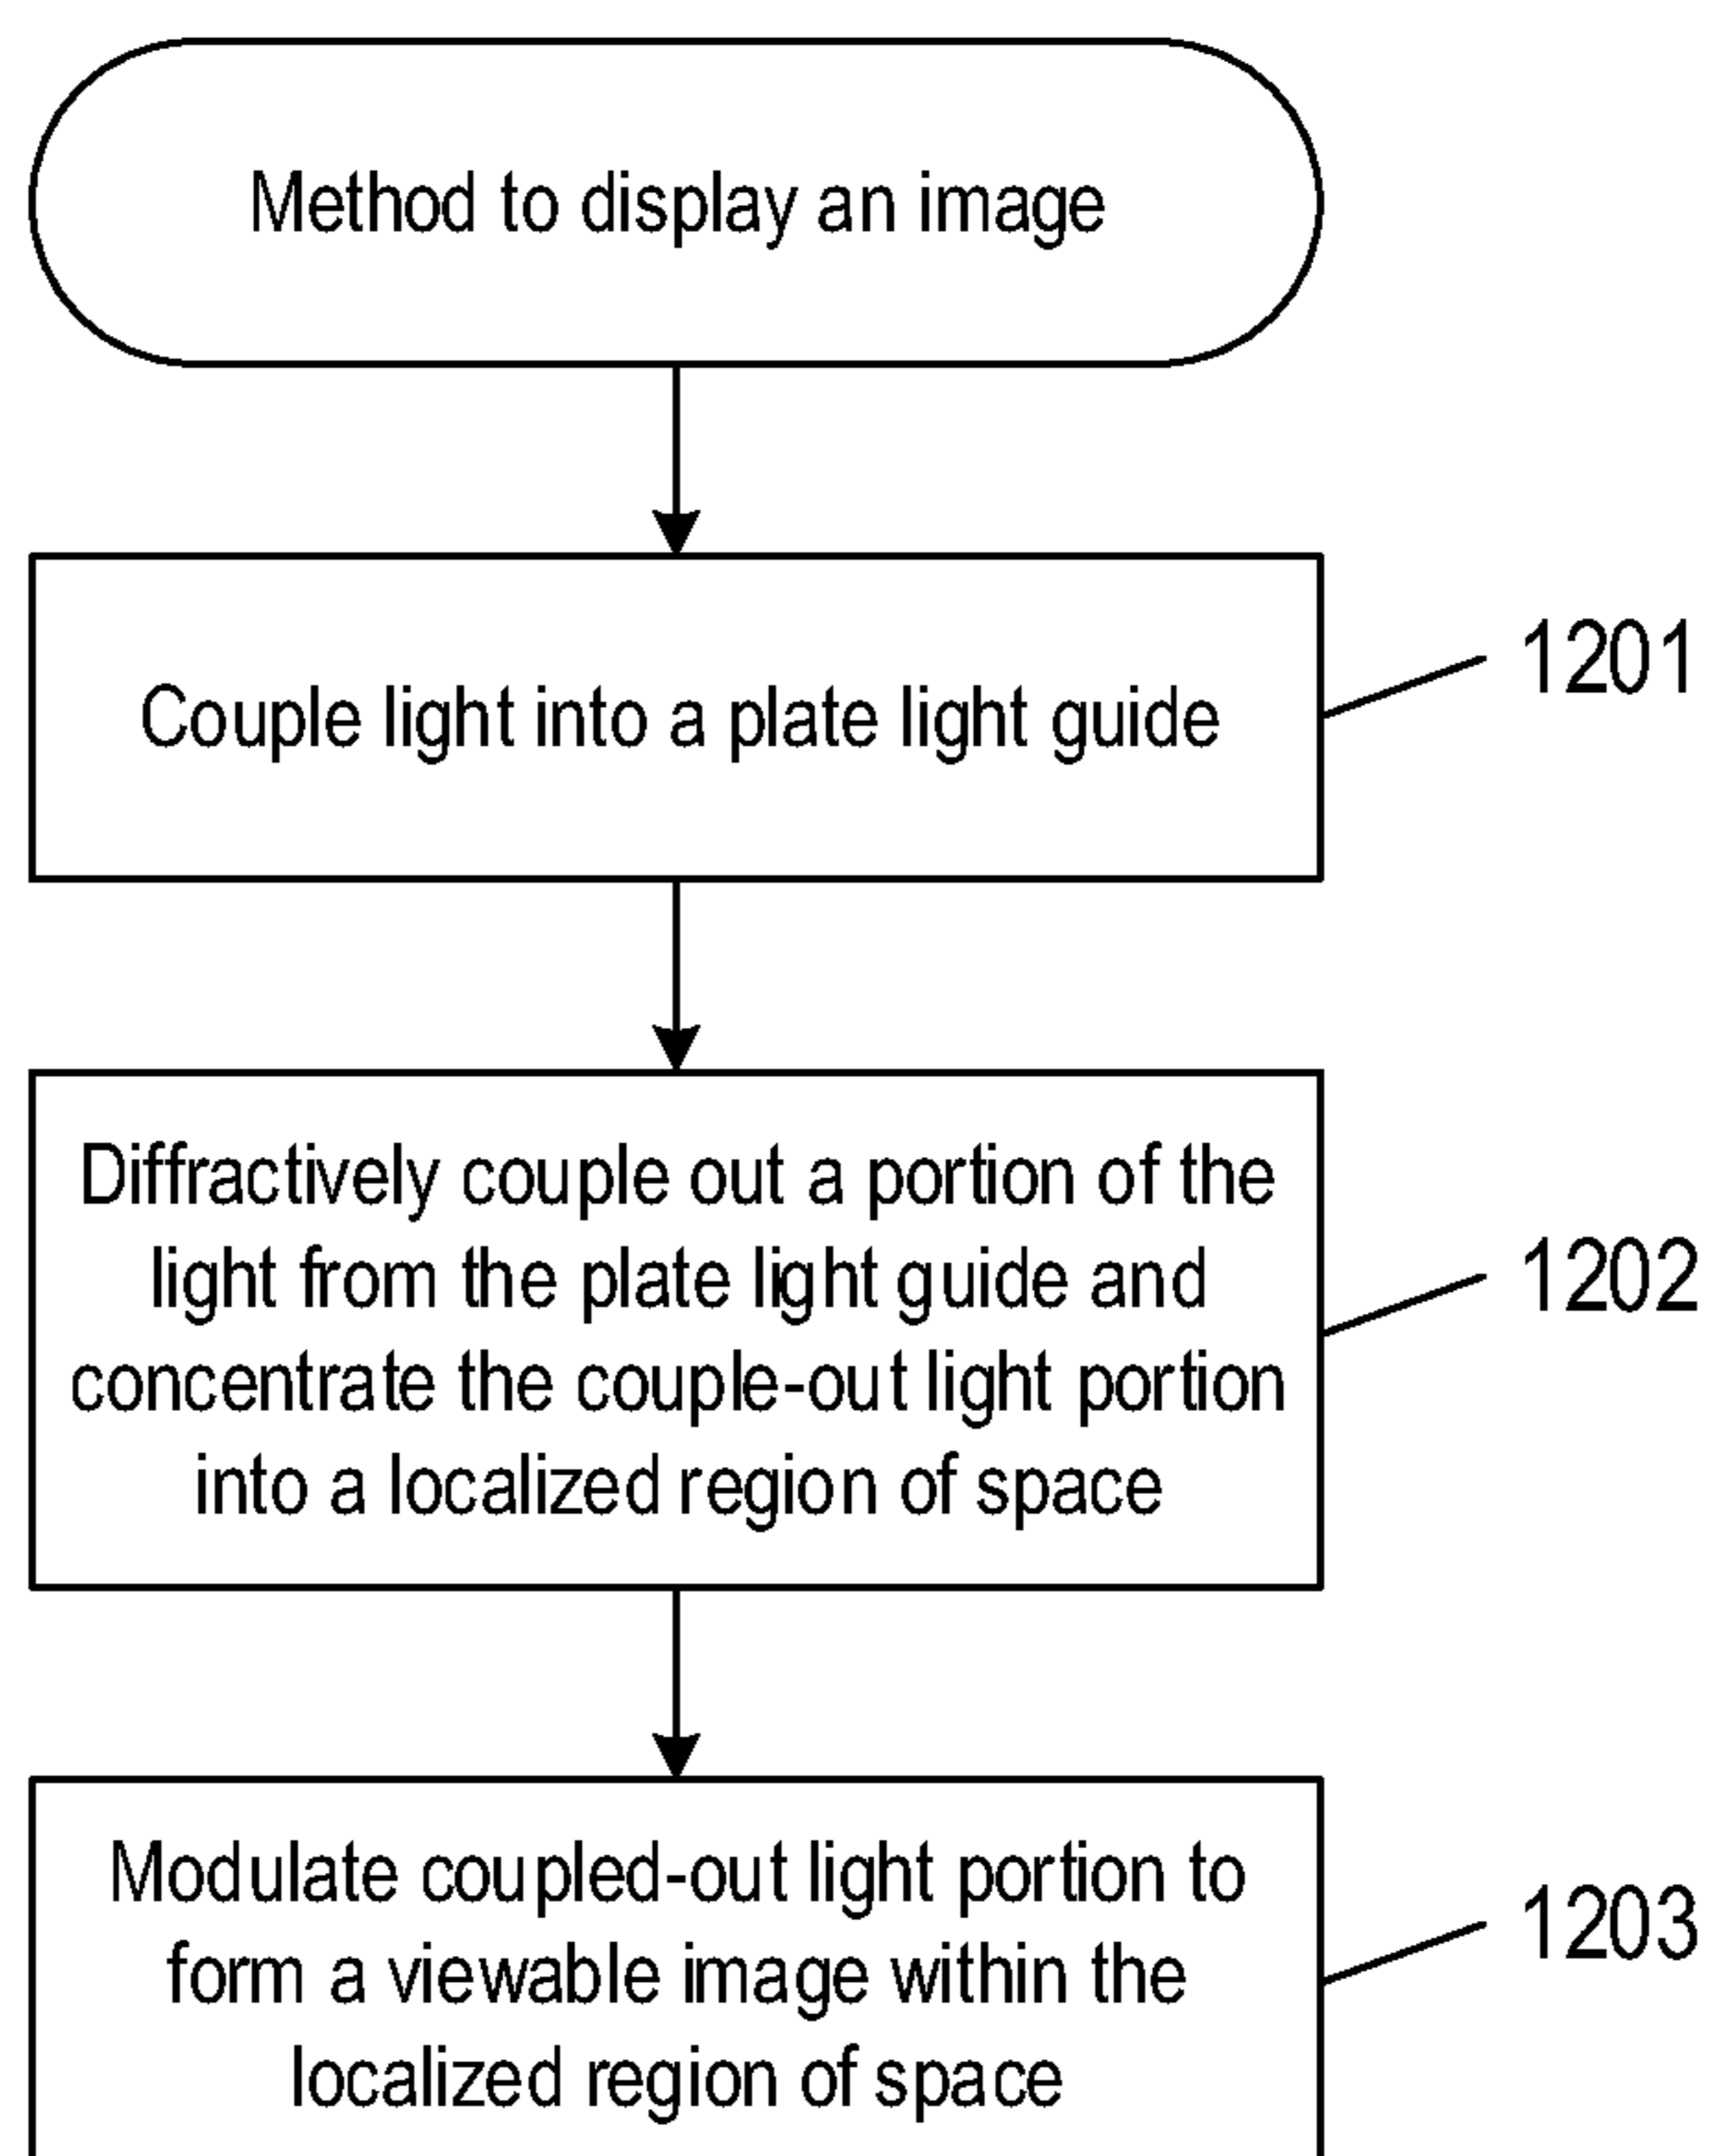 Method to display an image
Couple light into a plate light guide
1201
Diffractively couple out a portion of the
light from the plate light guide and
concentrate the couple-out light portion
into a localized region of space
1202
Modulate coupled-out light portion to
form a viewable image within the
localized region of space
1203